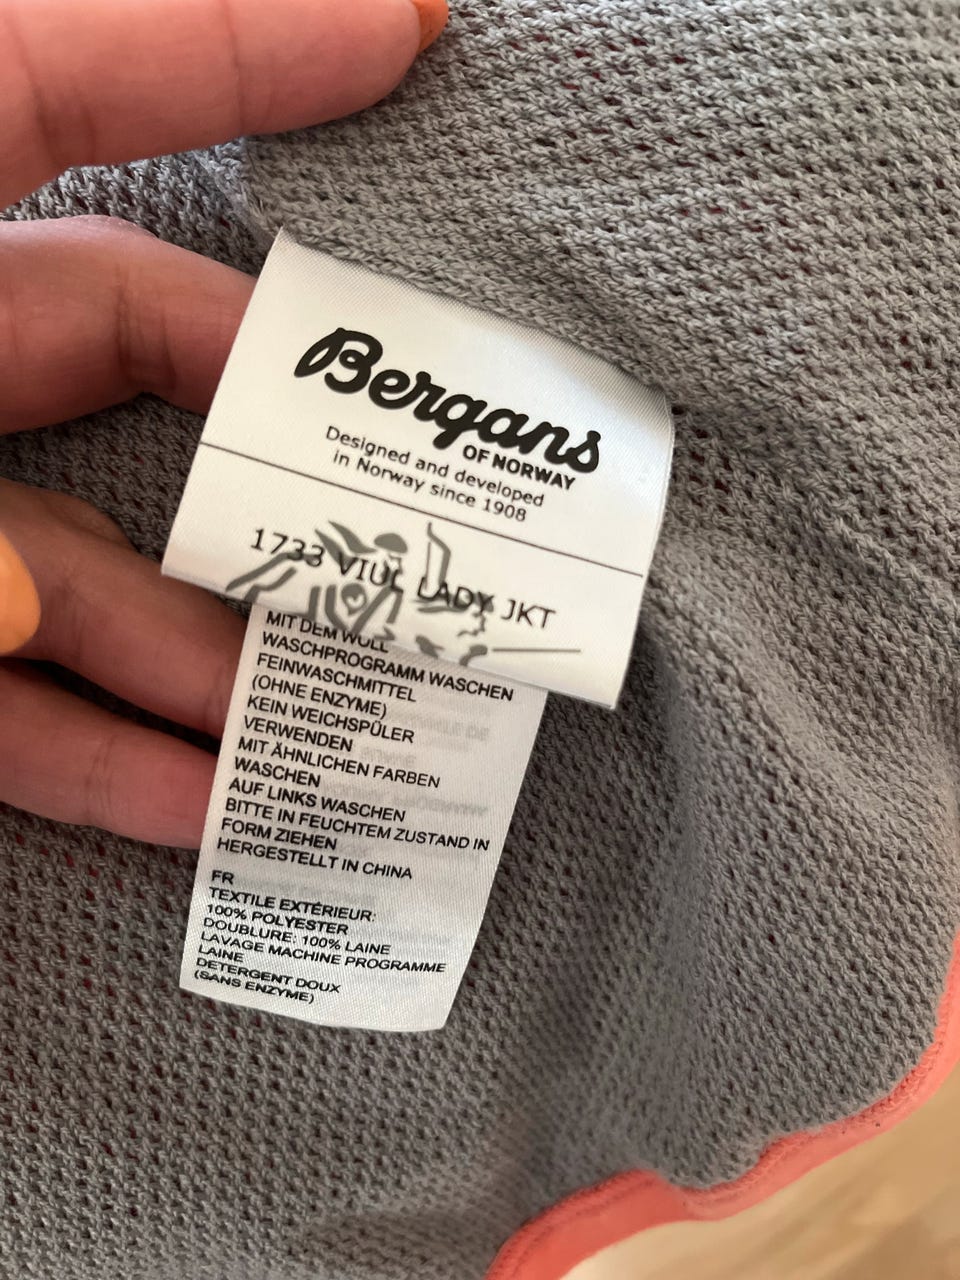 Bergans
OF NORWAY
Designed and developed
in Norway since 1908
1733 VIUL LADY JKT
MIT DEM WOLL
WASCHPROGRAMM WASCHEN
FEINWASCHMITTEL
(OHNE ENZYME)
KEIN WEICHSPÜLER
VERWENDEN
MIT ÄHNLICHEN FARBEN
WASCHEN
AUF LINKS WASCHEN
BITTE IN FEUCHTEM ZUSTAND IN
FORM ZIEHEN
HERGESTELLT IN CHINA
FR
TEXTILE EXTÉRIEUR:
100% POLYESTER
DOUBLURE: 100% LAINE
LAVAGE MACHINE PROGRAMME
LAINE
DETERGENT DOUX
(SANS ENZYME)